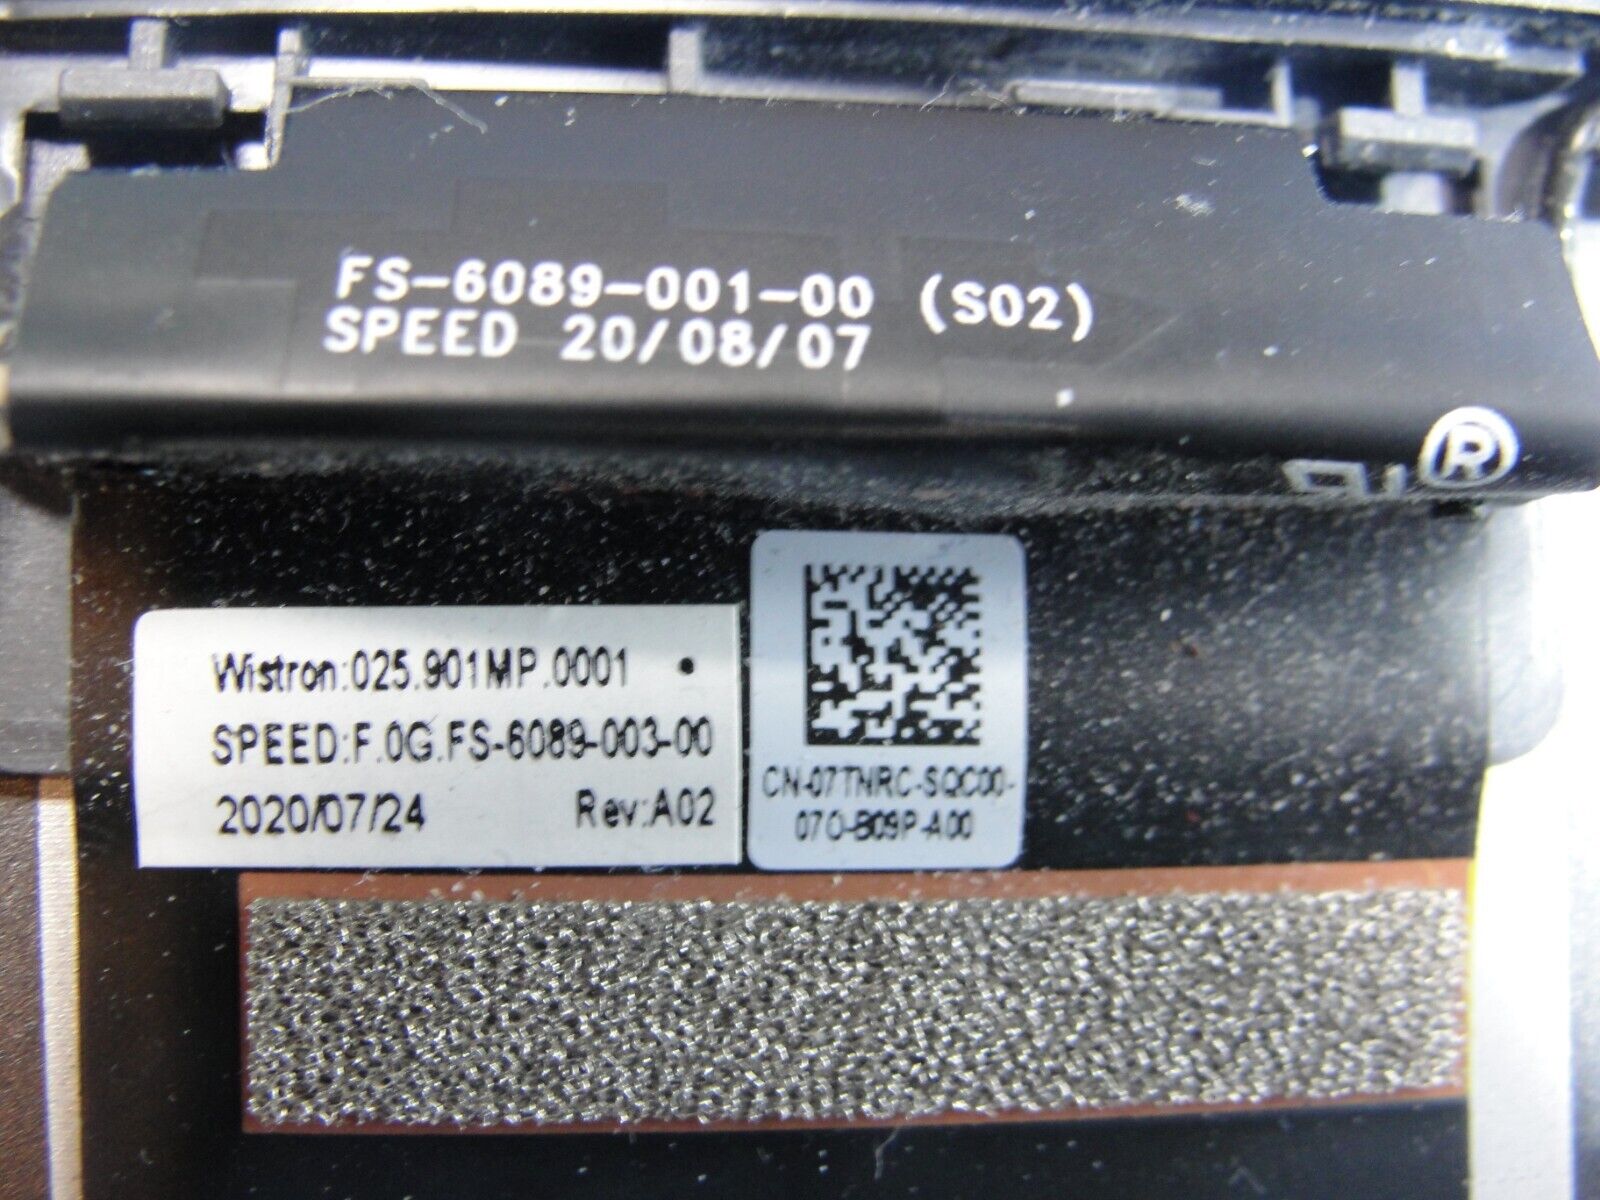 FS-6089-001-00 (S02)
SPEED 20/08/07
®
Wistron:025.901MP.0001
SPEED:F.0G.FS-6089-003-00
2020/07/24 Rev:A02
CN-07TNRC-SQC00-
070-B09P-A00